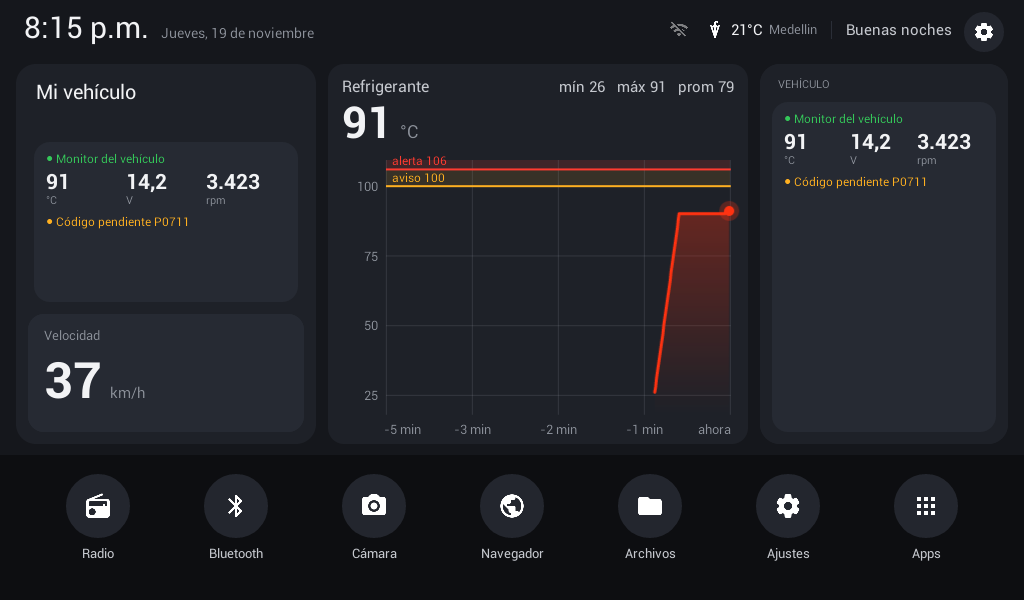 8:15 p.m. Jueves, 19 de noviembre
21°C Medellin Buenas noches
Mi vehículo
Monitor del vehículo
91 14,2 3.423
°C V rpm
Código pendiente P0711
Velocidad
37 km/h
Refrigerante mín 26 máx 91 prom 79
91 °C
alerta 106
aviso 100
100
75
50
25
-5 min -3 min -2 min -1 min ahora
VEHÍCULO
Monitor del vehículo
91 14,2 3.423
°C V rpm
Código pendiente P0711
Radio Bluetooth Cámara Navegador Archivos Ajustes Apps